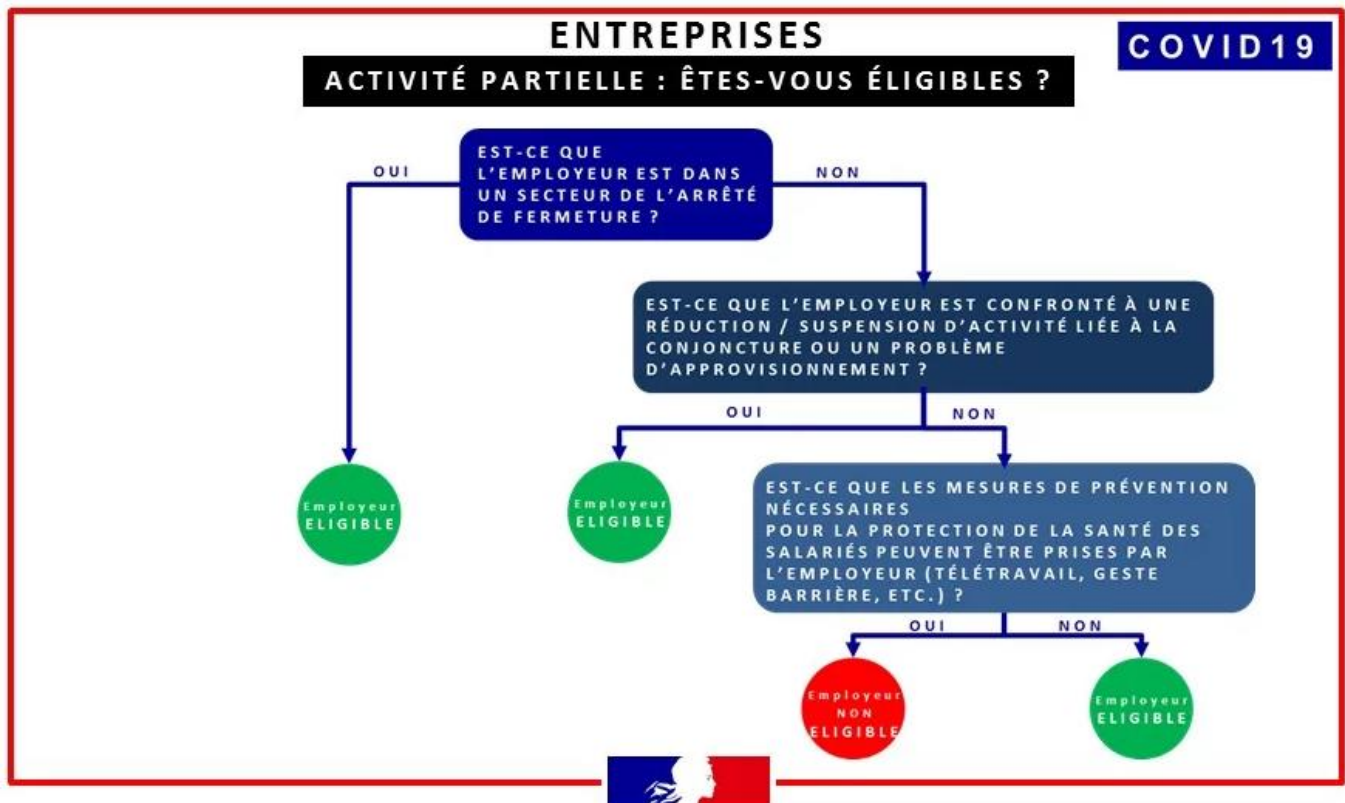 ENTREPRISES
COVID19
ACTIVITÉ PARTIELLE : ÊTES-VOUS ÉLIGIBLES ?
EST-CE QUE
L'EMPLOYEUR EST DANS
UN SECTEUR DE L'ARRÊTÉ
DE FERMETURE ?
OUI
NON
EST-CE QUE L'EMPLOYEUR EST CONFRONTÉ À UNE
RÉDUCTION / SUSPENSION D'ACTIVITÉ LIÉE À LA
CONJONCTURE OU UN PROBLÈME
D'APPROVISIONNEMENT ?
OUI
NON
Employeur
ELIGIBLE
Employeur
ELIGIBLE
EST-CE QUE LES MESURES DE PRÉVENTION
NÉCESSAIRES
POUR LA PROTECTION DE LA SANTÉ DES
SALARIÉS PEUVENT ÊTRE PRISES PAR
L'EMPLOYEUR (TÉLÉTRAVAIL, GESTE
BARRIÈRE, ETC.) ?
OUI
NON
Employeur
NON
ELIGIBLE
Employeur
ELIGIBLE